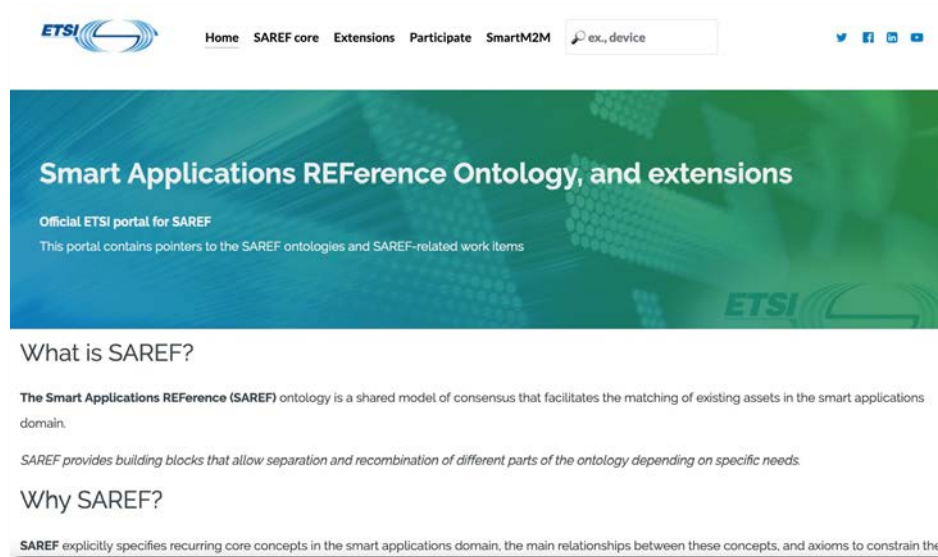 ETSI
Home SAREF core Extensions Participate SmartM2M ex., device
Smart Applications REFerence Ontology, and extensions
Official ETSI portal for SAREF
This portal contains pointers to the SAREF ontologies and SAREF-related work items
ETSI
What is SAREF?
The Smart Applications REFerence (SAREF) ontology is a shared model of consensus that facilitates the matching of existing assets in the smart applications
domain.
SAREF provides building blocks that allow separation and recombination of different parts of the ontology depending on specific needs.
Why SAREF?
SAREF explicitly specifies recurring core concepts in the smart applications domain, the main relationships between these concepts, and axioms to constrain the